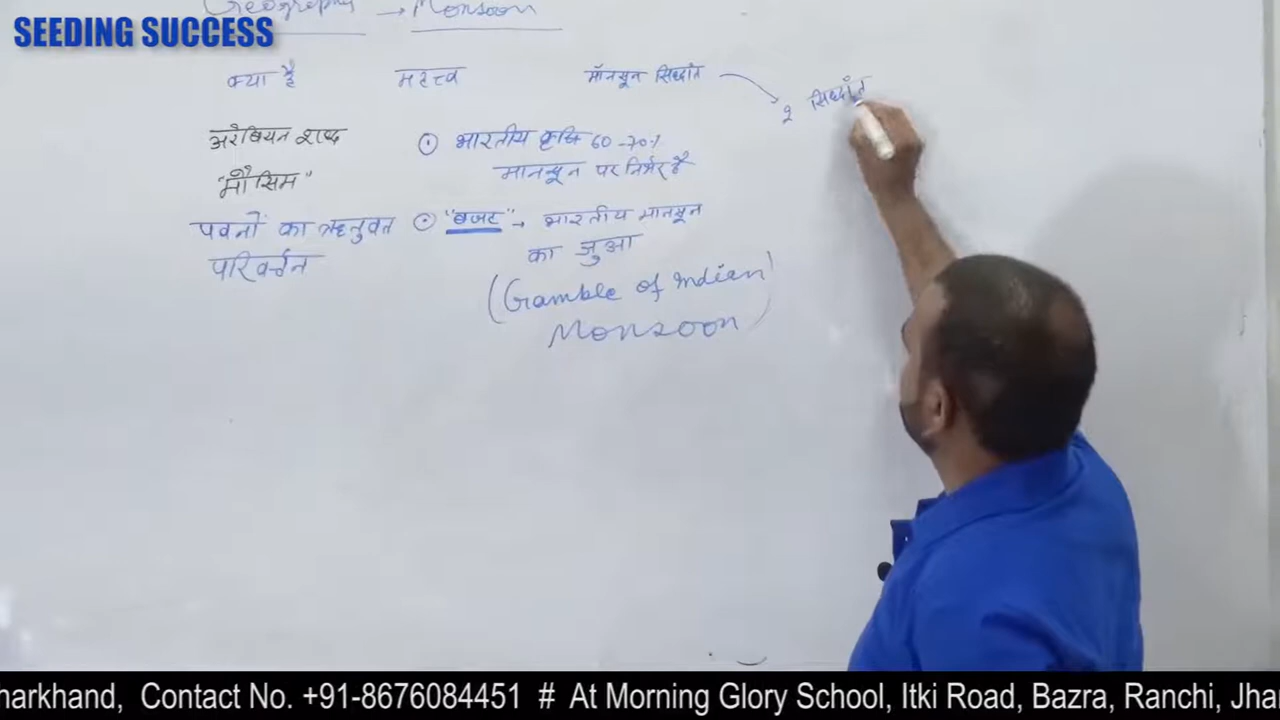 Geography → Monsoon
SEEDING SUCCESS
क्या है
महत्व
मॉनसून सिध्दांत
२ सिध्दांत
अरेबियन शब्द
"मौसिम"
पवनों का ऋतुवत
परिवर्तन
भारतीय कृषि 60-70%
मानसून पर निर्भर है
"बजट" → भारतीय मानसून
का जुआ
(Gamble of Indian
Monsoon)
harkhand, Contact No. +91-8676084451 # At Morning Glory School, Itki Road, Bazra, Ranchi, Jha